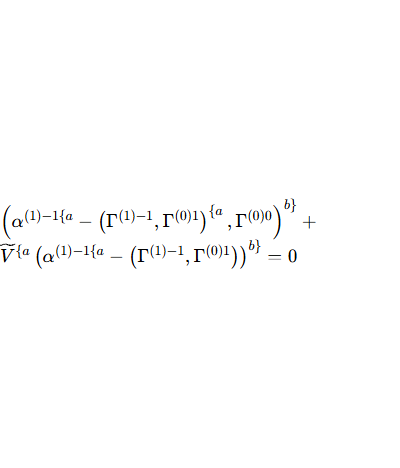 $\left(\alpha^{(1)-1\{a} - \left(\Gamma^{(1)-1}, \Gamma^{(0)1}\right)^{\{a}, \Gamma^{(0)0}\right)^{b\}} +$
$\widetilde{V}^{\{a} \left(\alpha^{(1)-1\{a} - \left(\Gamma^{(1)-1}, \Gamma^{(0)1}\right)\right)^{b\}} = 0$